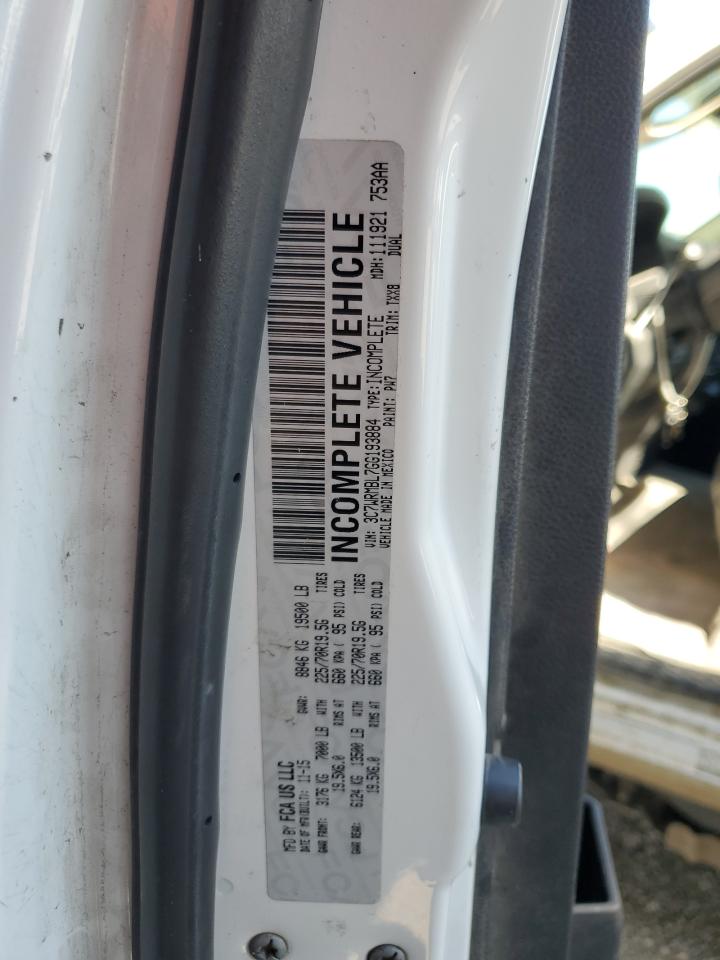 MFD BY FCA US LLC
DATE OF MFR(BUILT): 11-15 GVWR: 8846 KG 19500 LB
GAWR FRONT: 3176 KG 7000 LB WITH 225/70R19.5G TIRES
19.5X6.0 RIMS AT 660 KPA ( 95 PSI) COLD
GAWR REAR: 6124 KG 13500 LB WITH 225/70R19.5G TIRES
19.5X6.0 RIMS AT 660 KPA ( 95 PSI) COLD
INCOMPLETE VEHICLE
VIN: 3C7WRMBL7GG193884 TYPE: INCOMPLETE MDH: 111921 753AA
VEHICLE MADE IN MEXICO PAINT: PW7 TRIM: TXX8 DUAL